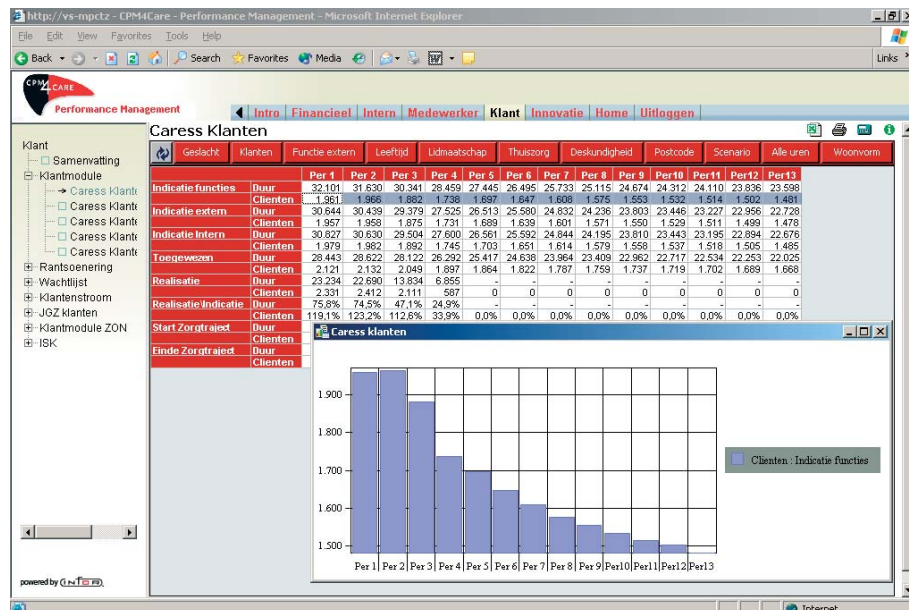 http://vs-mpctz - CPM4Care - Performance Management - Microsoft Internet Explorer
File Edit View Favorites Tools Help
Back Search Favorites Media Links
CPM4CARE
Performance Management
Intro Financieel Intern Medewerker Klant Innovatie Home Uitloggen
Caress Klanten
Geslacht Klanten Functie extern Leeftijd Lidmaatschap Thuiszorg Deskundigheid Postcode Scenario Alle uren Woonvorm
Klant
Samenvatting
Klantmodule
Caress Klante
Caress Klante
Caress Klante
Caress Klante
Caress Klante
Rantsoenering
Wachtlijst
Klantenstroom
JGZ klanten
Klantmodule ZON
ISK
Per 1 Per 2 Per 3 Per 4 Per 5 Per 6 Per 7 Per 8 Per 9 Per10 Per11 Per12 Per13
Indicatie functies Duur 32.101 31.630 30.341 28.459 27.445 26.495 25.733 25.115 24.674 24.312 24.110 23.836 23.598
Clienten 1.961 1.966 1.882 1.738 1.697 1.647 1.608 1.575 1.553 1.532 1.514 1.502 1.481
Indicatie extern Duur 30.644 30.439 29.379 27.525 26.513 25.580 24.832 24.236 23.803 23.446 23.227 22.956 22.728
Clienten 1.957 1.958 1.875 1.731 1.689 1.639 1.601 1.571 1.550 1.529 1.511 1.499 1.478
Indicatie Intern Duur 30.827 30.630 29.504 27.600 26.561 25.592 24.844 24.195 23.810 23.443 23.195 22.894 22.676
Clienten 1.979 1.982 1.892 1.745 1.703 1.651 1.614 1.579 1.558 1.537 1.518 1.505 1.485
Toegewezen Duur 28.443 28.622 28.122 26.292 25.417 24.638 23.964 23.409 22.962 22.717 22.534 22.253 22.025
Clienten 2.121 2.132 2.049 1.897 1.864 1.822 1.787 1.759 1.737 1.719 1.702 1.689 1.668
Realisatie Duur 23.234 22.690 13.834 6.855 - - - - - - - - -
Clienten 2.331 2.412 2.111 587 0 0 0 0 0 0 0 0 0
Realisatie\Indicatie Duur 75,8% 74,5% 47,1% 24,9% - - - - - - - - -
Clienten 119,1% 123,2% 112,6% 33,9% 0,0% 0,0% 0,0% 0,0% 0,0% 0,0% 0,0% 0,0% 0,0%
Start Zorgtraject Duur
Clienten
Einde Zorgtraject Duur
Clienten
Caress klanten
1.900
1.800
1.700
1.600
1.500
Per 1 Per 2 Per 3 Per 4 Per 5 Per 6 Per 7 Per 8 Per 9 Per10 Per11 Per12 Per13
Clienten : Indicatie functies
powered by infor
Internet